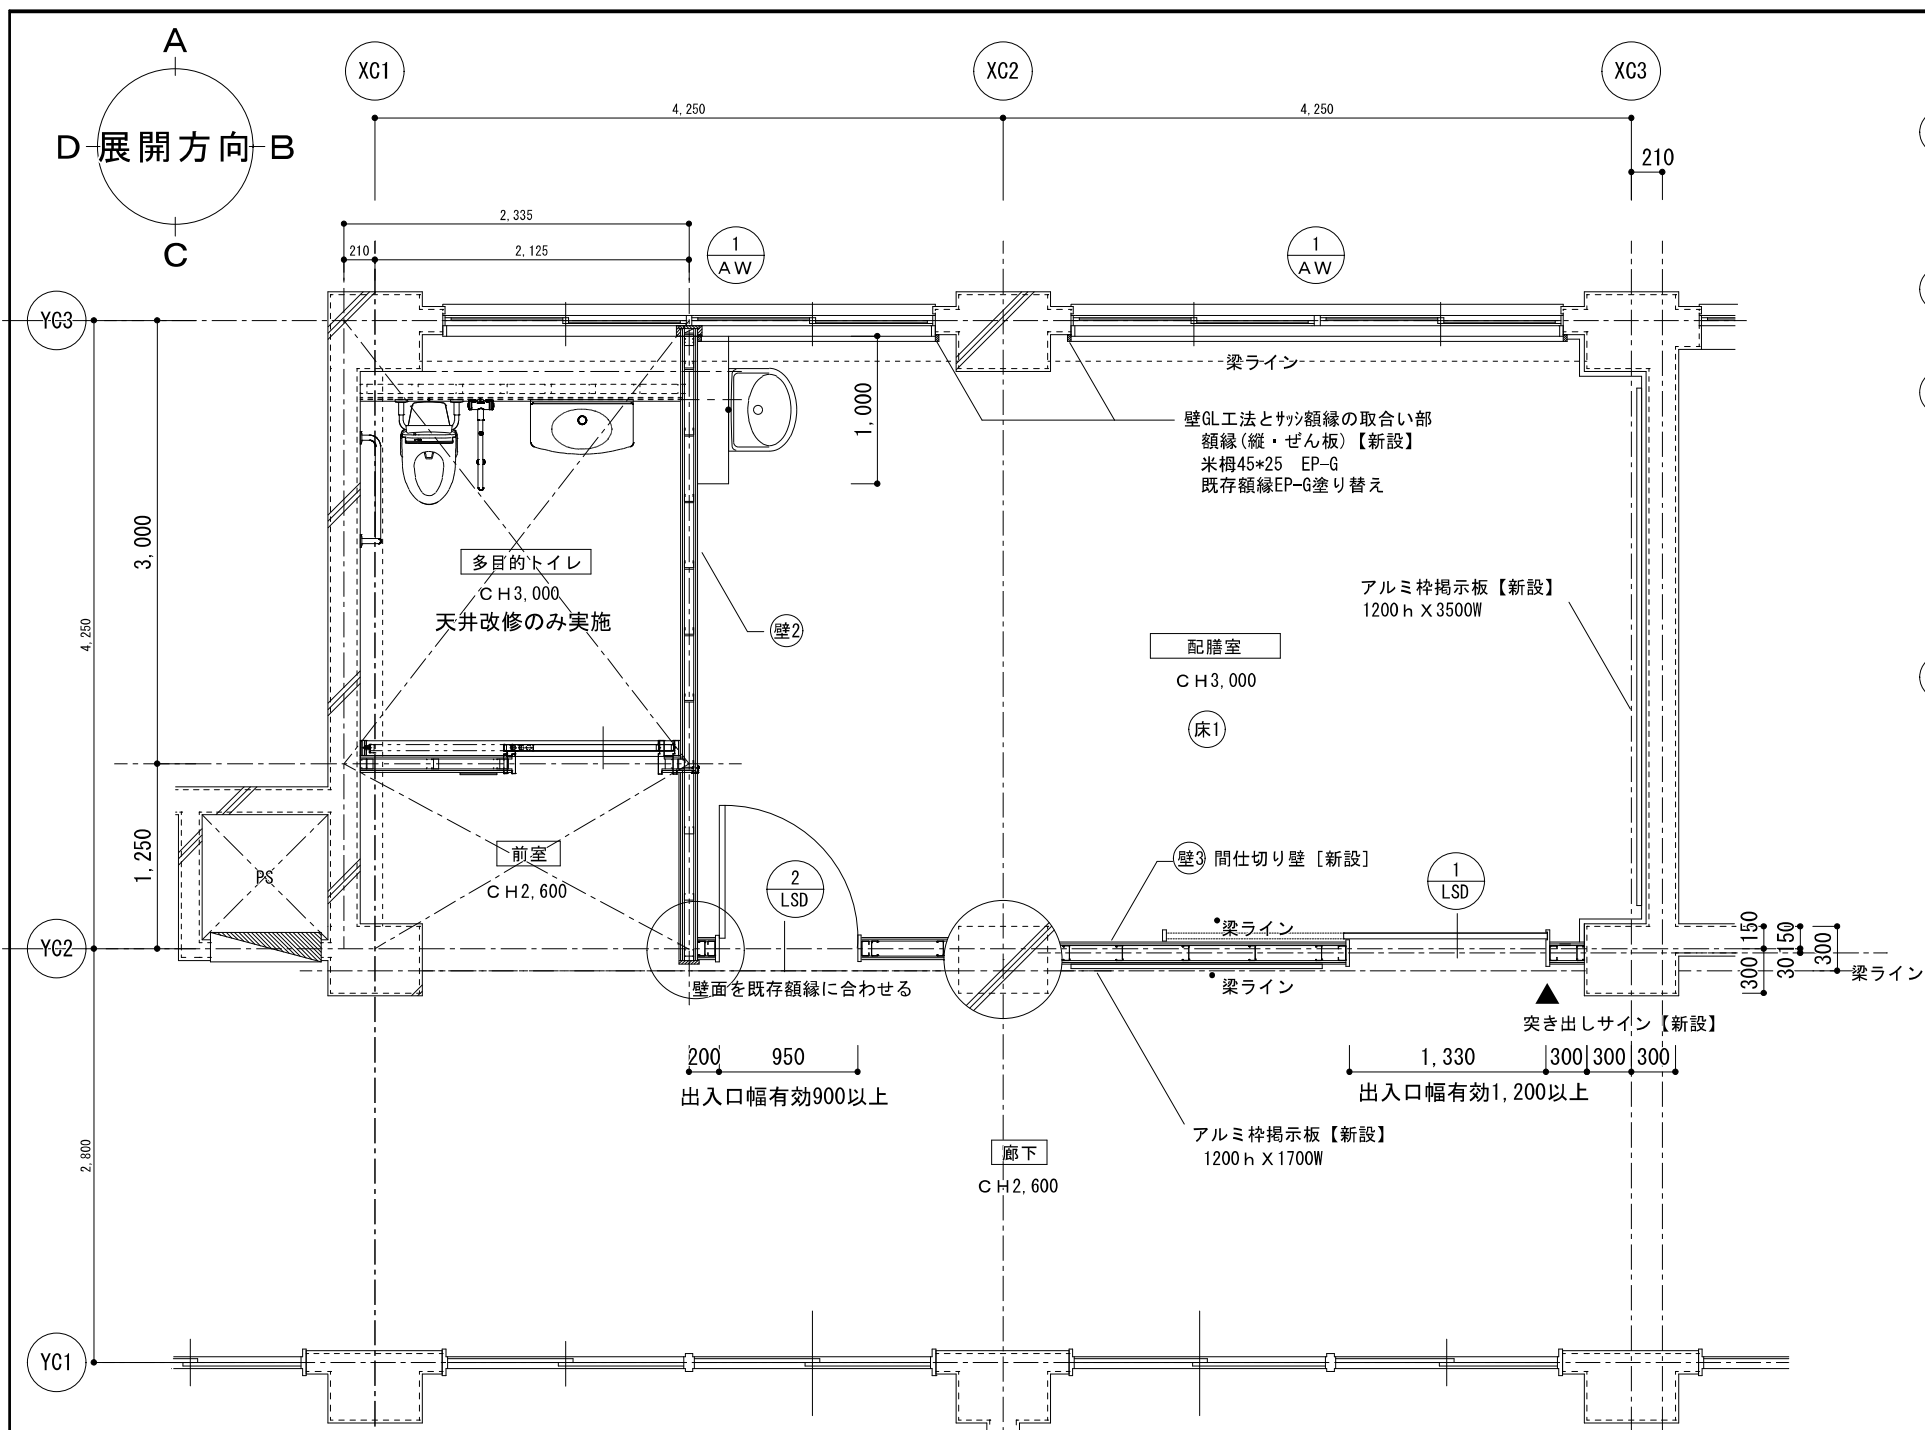 A
D 展開方向 B
C
XC1
XC2
XC3
4,250
4,250
210
2,335
210
2,125
1
AW
1
AW
YC3
梁ライン
1,000
壁GL工法とｻｯｼ額縁の取合い部
額縁(縦・ぜん板)【新設】
米栂45*25 EP-G
既存額縁EP-G塗り替え
3,000
4,250
多目的トイレ
CH3,000
天井改修のみ実施
壁2
アルミ枠掲示板【新設】
1200h X 3500W
配膳室
CH3,000
床1
1,250
前室
CH2,600
PS
2
LSD
壁3 間仕切り壁［新設］
1
LSD
梁ライン
YC2
150
300
150
30
300
梁ライン
壁面を既存額縁に合わせる
梁ライン
突き出しサイン【新設】
200
950
出入口幅有効900以上
1,330
300
300
300
出入口幅有効1,200以上
アルミ枠掲示板【新設】
1200h X 1700W
2,800
廊下
CH2,600
YC1